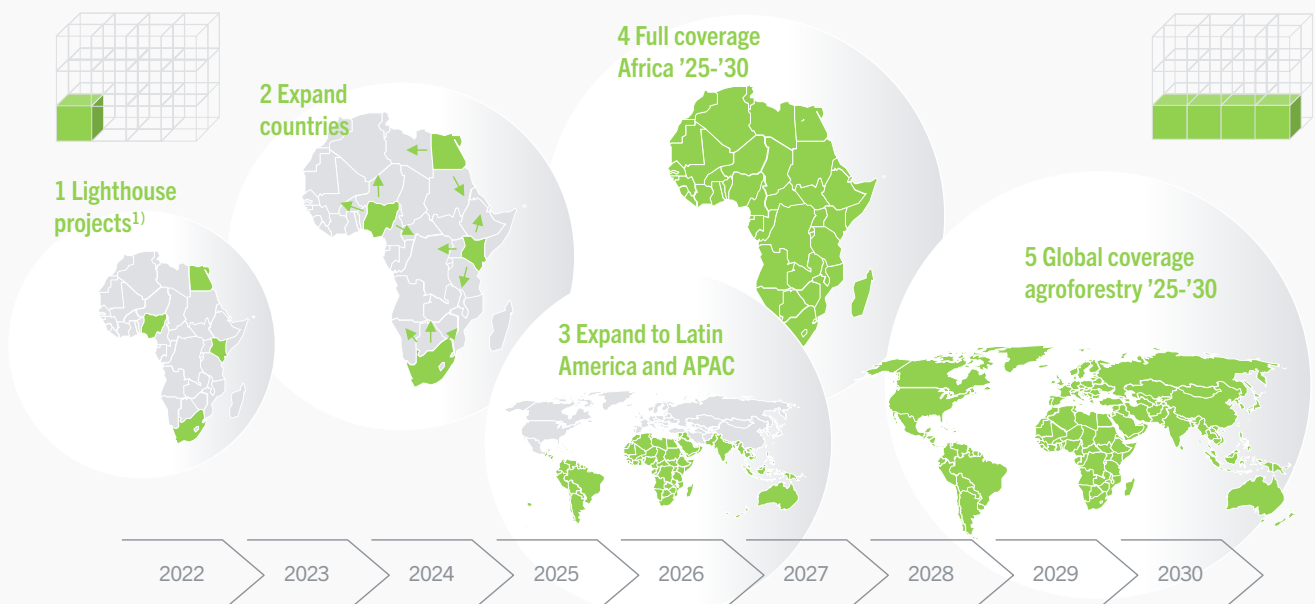 1 Lighthouse
projects1)
2 Expand
countries
3 Expand to Latin
America and APAC
4 Full coverage
Africa ’25-’30
5 Global coverage
agroforestry ’25-’30
2022
2023
2024
2025
2026
2027
2028
2029
2030